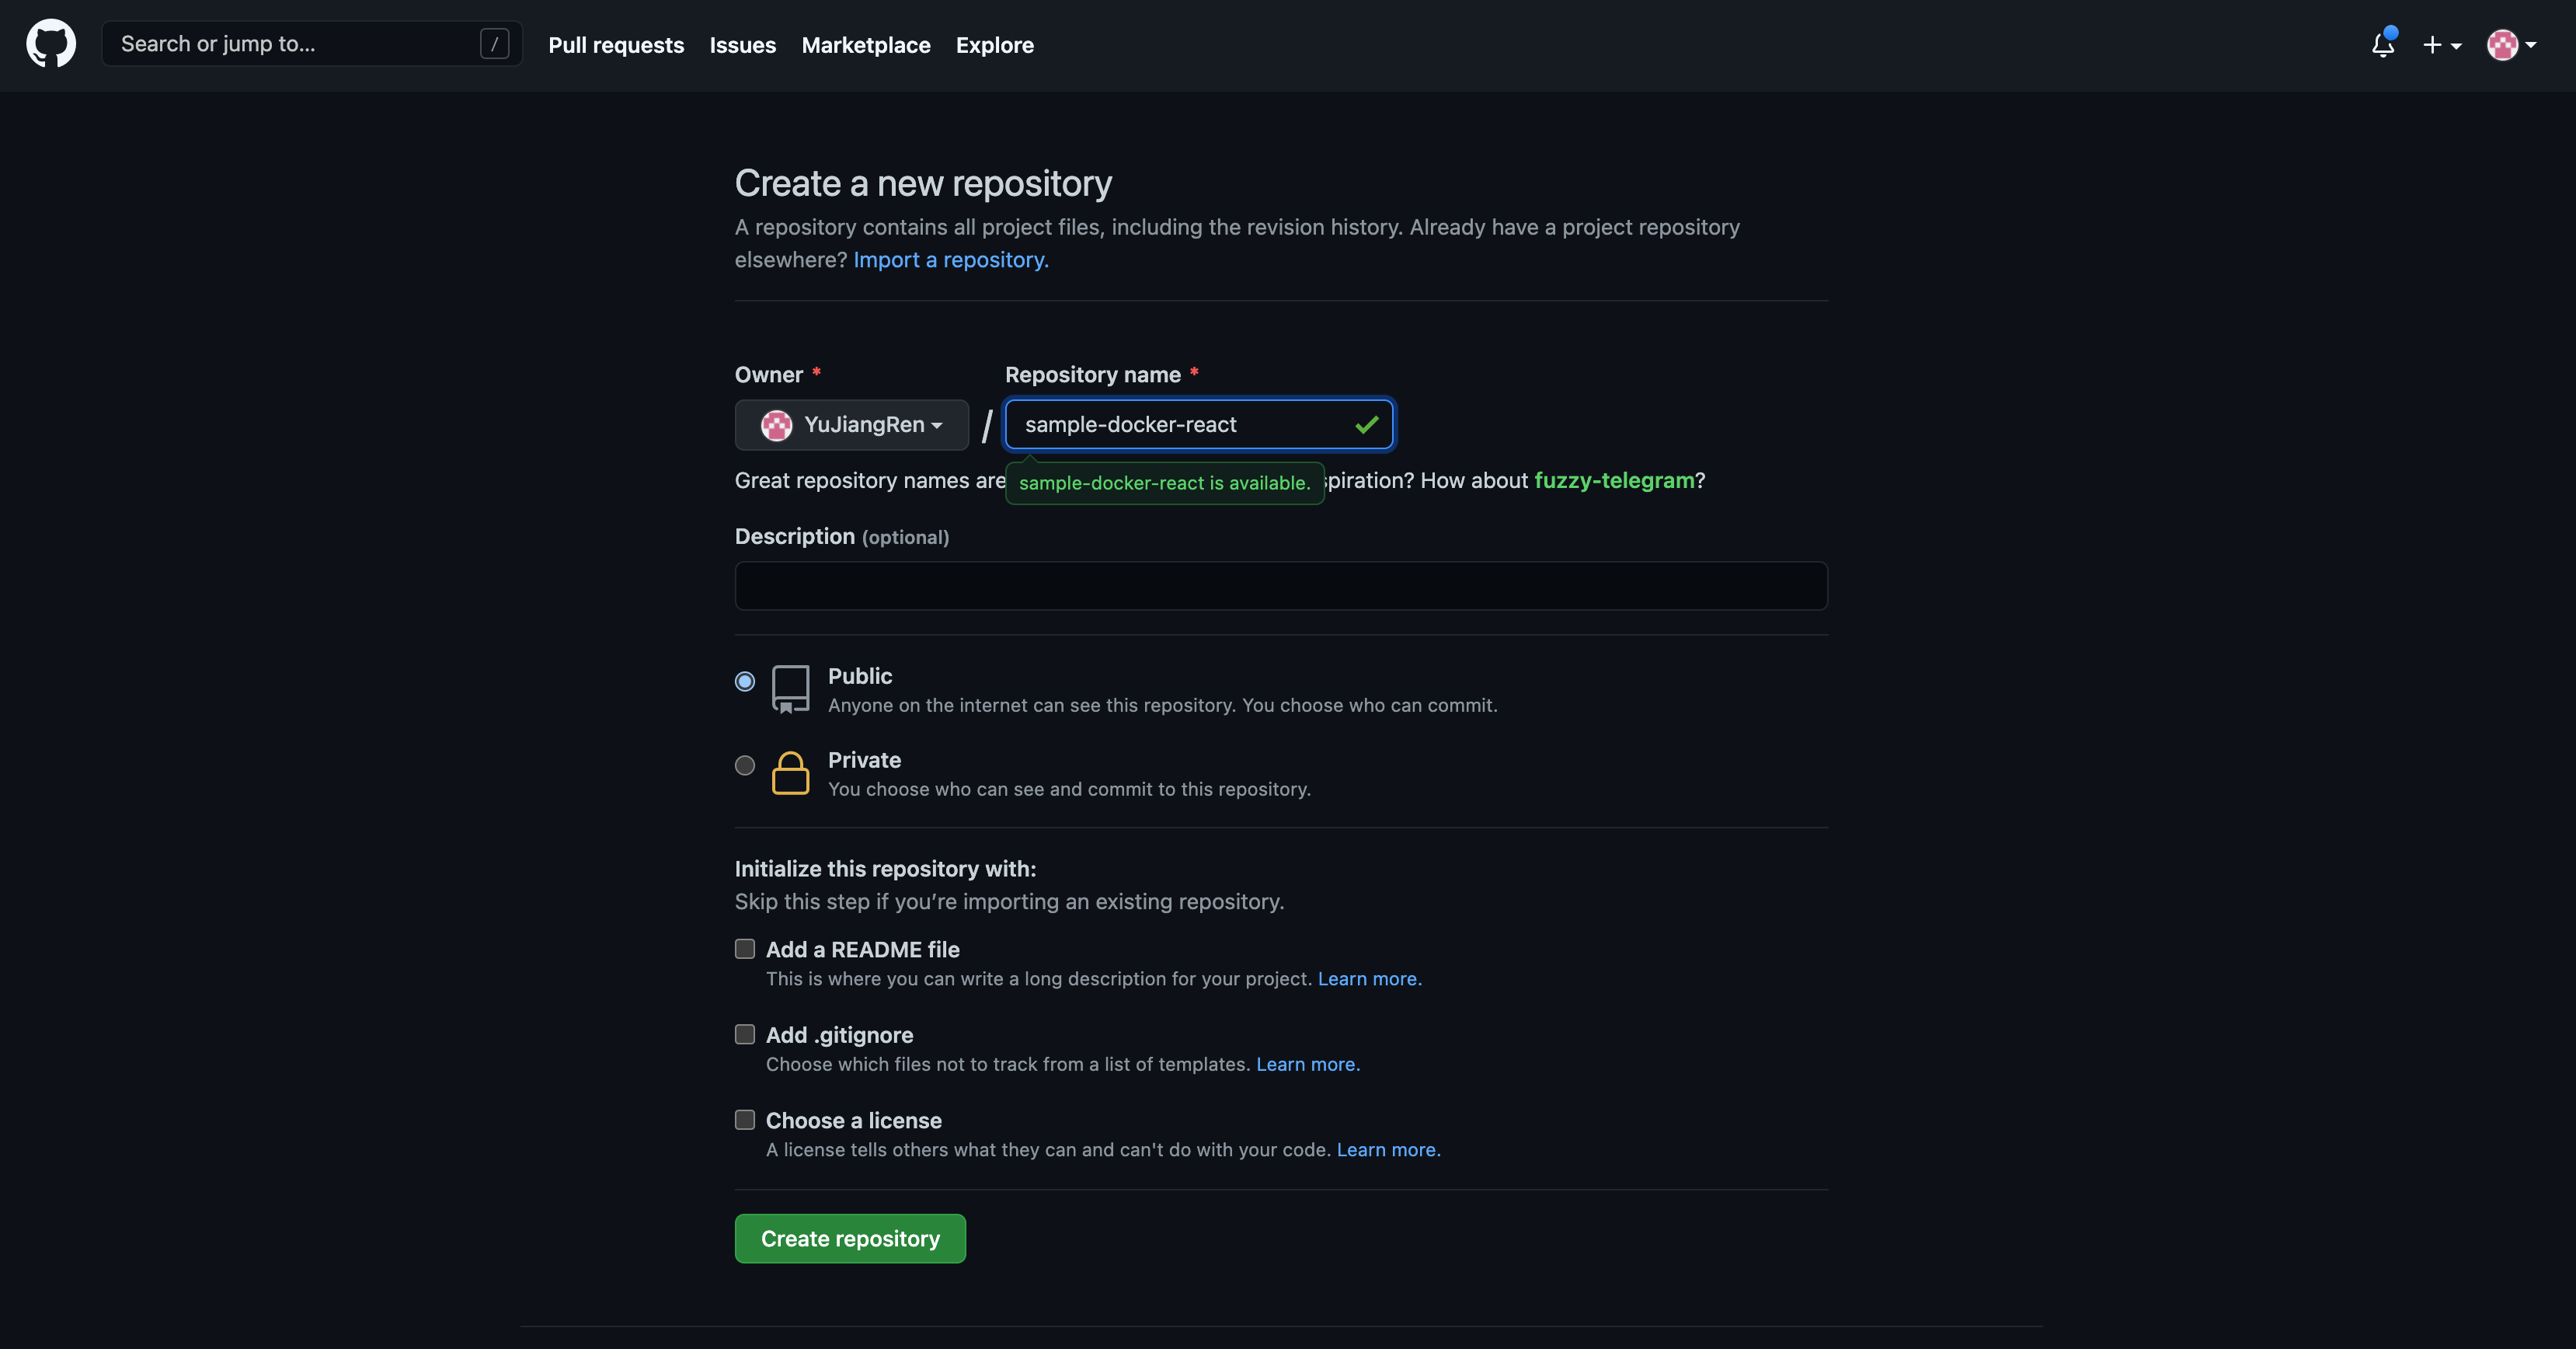 Search or jump to... /
Pull requests Issues Marketplace Explore
Create a new repository
A repository contains all project files, including the revision history. Already have a project repository
elsewhere? Import a repository.
Owner * Repository name *
YuJiangRen / sample-docker-react
Great repository names are sample-docker-react is available. spiration? How about fuzzy-telegram?
Description (optional)
Public
Anyone on the internet can see this repository. You choose who can commit.
Private
You choose who can see and commit to this repository.
Initialize this repository with:
Skip this step if you’re importing an existing repository.
Add a README file
This is where you can write a long description for your project. Learn more.
Add .gitignore
Choose which files not to track from a list of templates. Learn more.
Choose a license
A license tells others what they can and can't do with your code. Learn more.
Create repository